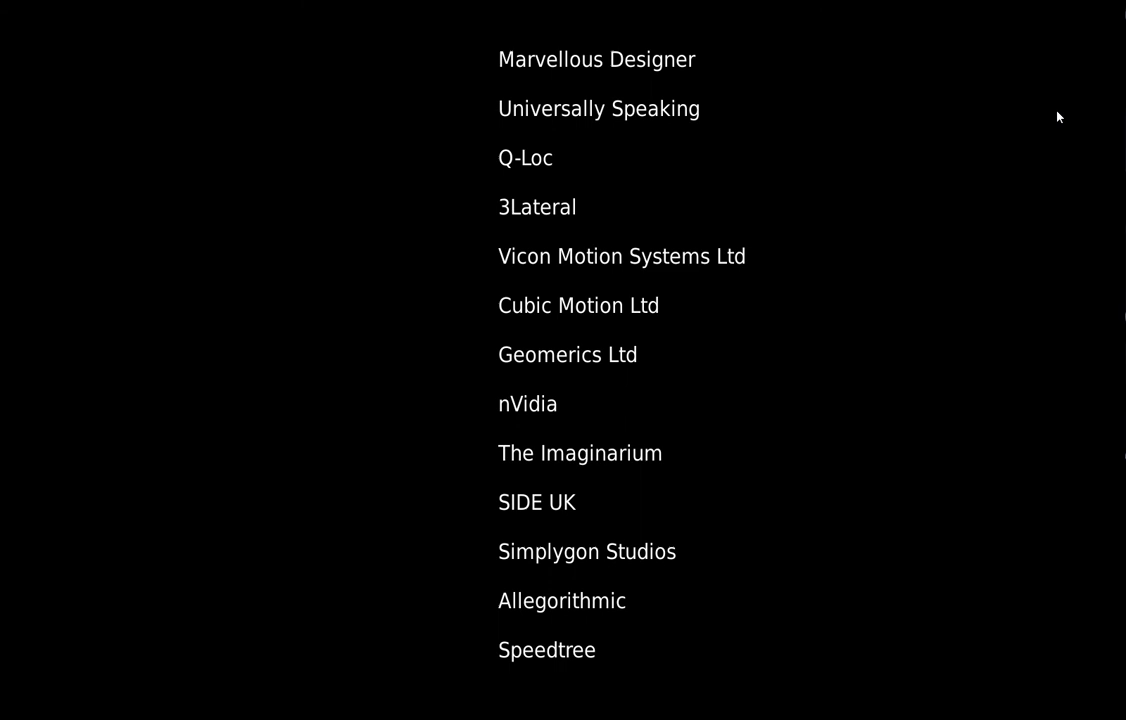 Marvellous Designer
Universally Speaking
Q-Loc
3Lateral
Vicon Motion Systems Ltd
Cubic Motion Ltd
Geomerics Ltd
nVidia
The Imaginarium
SIDE UK
Simplygon Studios
Allegorithmic
Speedtree